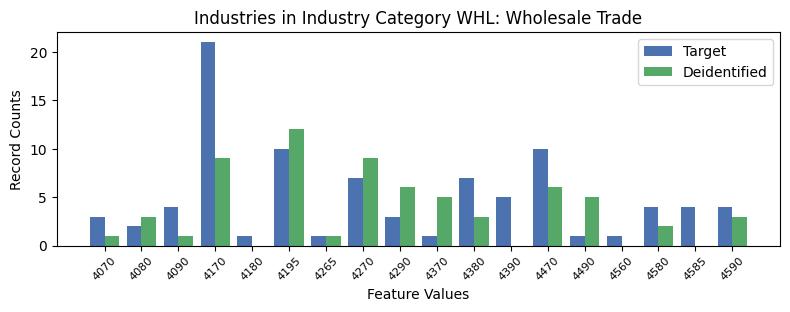 Industries in Industry Category WHL: Wholesale Trade
Target
Deidentified
Record Counts
20
15
10
5
0
4070 4080 4090 4170 4180 4195 4265 4270 4290 4370 4380 4390 4470 4490 4560 4580 4585 4590
Feature Values